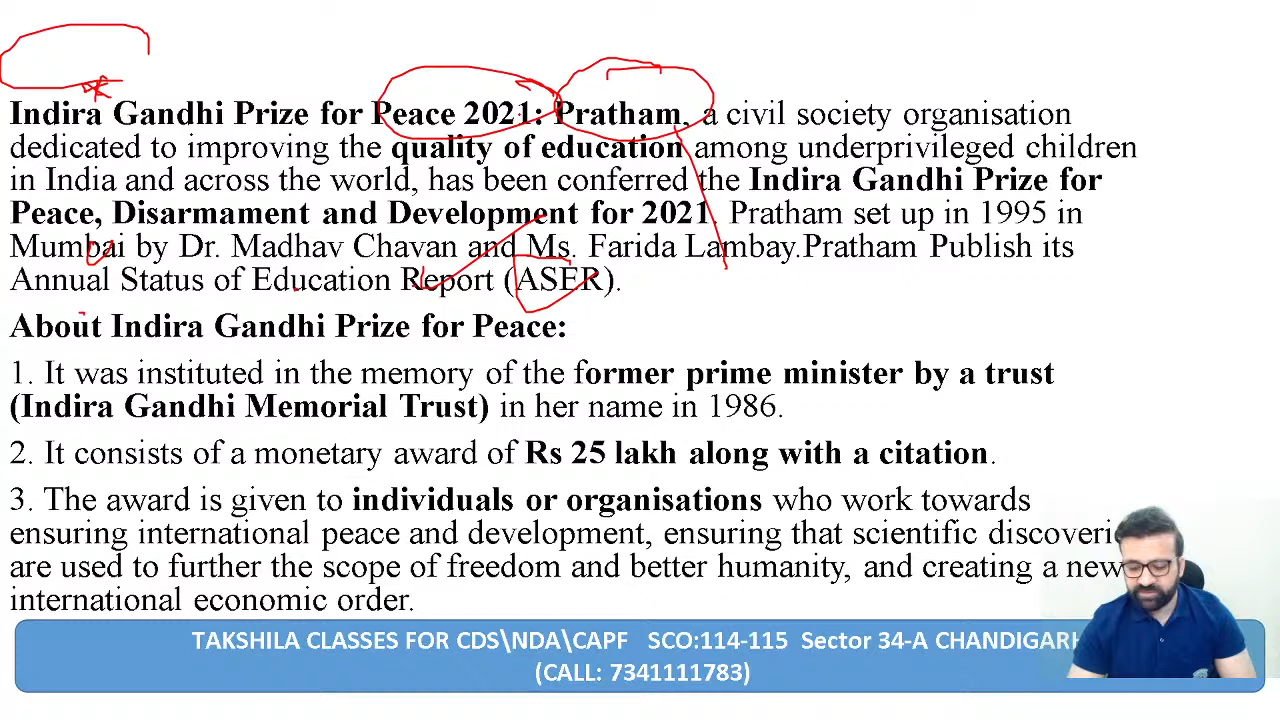 Indira Gandhi Prize for Peace 2021: Pratham, a civil society organisation
dedicated to improving the quality of education among underprivileged children
in India and across the world, has been conferred the Indira Gandhi Prize for
Peace, Disarmament and Development for 2021. Pratham set up in 1995 in
Mumbai by Dr. Madhav Chavan and Ms. Farida Lambay.Pratham Publish its
Annual Status of Education Report (ASER).
About Indira Gandhi Prize for Peace:
1. It was instituted in the memory of the former prime minister by a trust
(Indira Gandhi Memorial Trust) in her name in 1986.
2. It consists of a monetary award of Rs 25 lakh along with a citation.
3. The award is given to individuals or organisations who work towards
ensuring international peace and development, ensuring that scientific discoveri
are used to further the scope of freedom and better humanity, and creating a new
international economic order.
TAKSHILA CLASSES FOR CDS\NDA\CAPF SCO:114-115 Sector 34-A CHANDIGARH
(CALL: 7341111783)